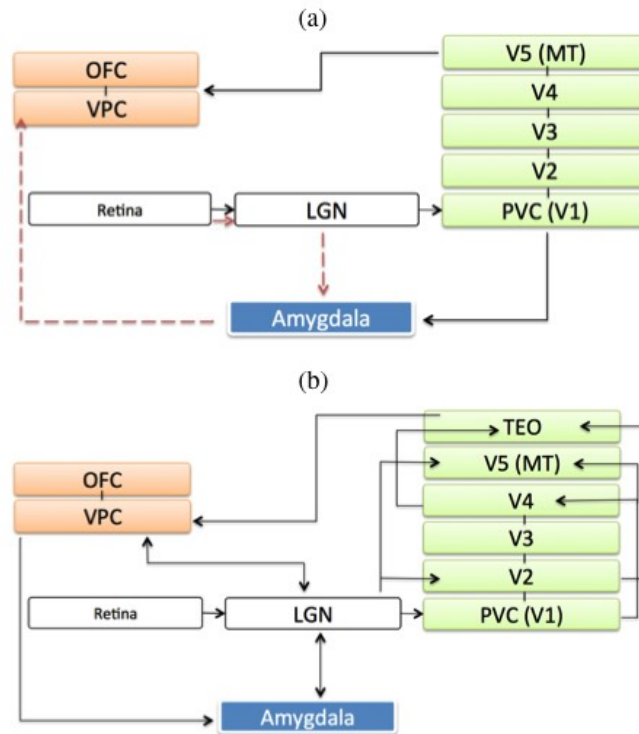 (a)
OFC
VPC
V5 (MT)
V4
V3
V2
PVC (V1)
Retina
LGN
Amygdala
(b)
OFC
VPC
TEO
V5 (MT)
V4
V3
V2
PVC (V1)
Retina
LGN
Amygdala